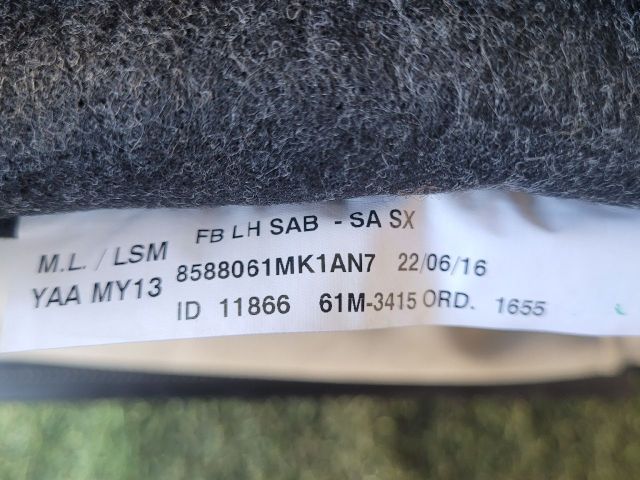 FB LH SAB - SA SX
M.L. / LSM 8588061MK1AN7 22/06/16
YAA MY13 ID 11866 61M-3415 ORD. 1655